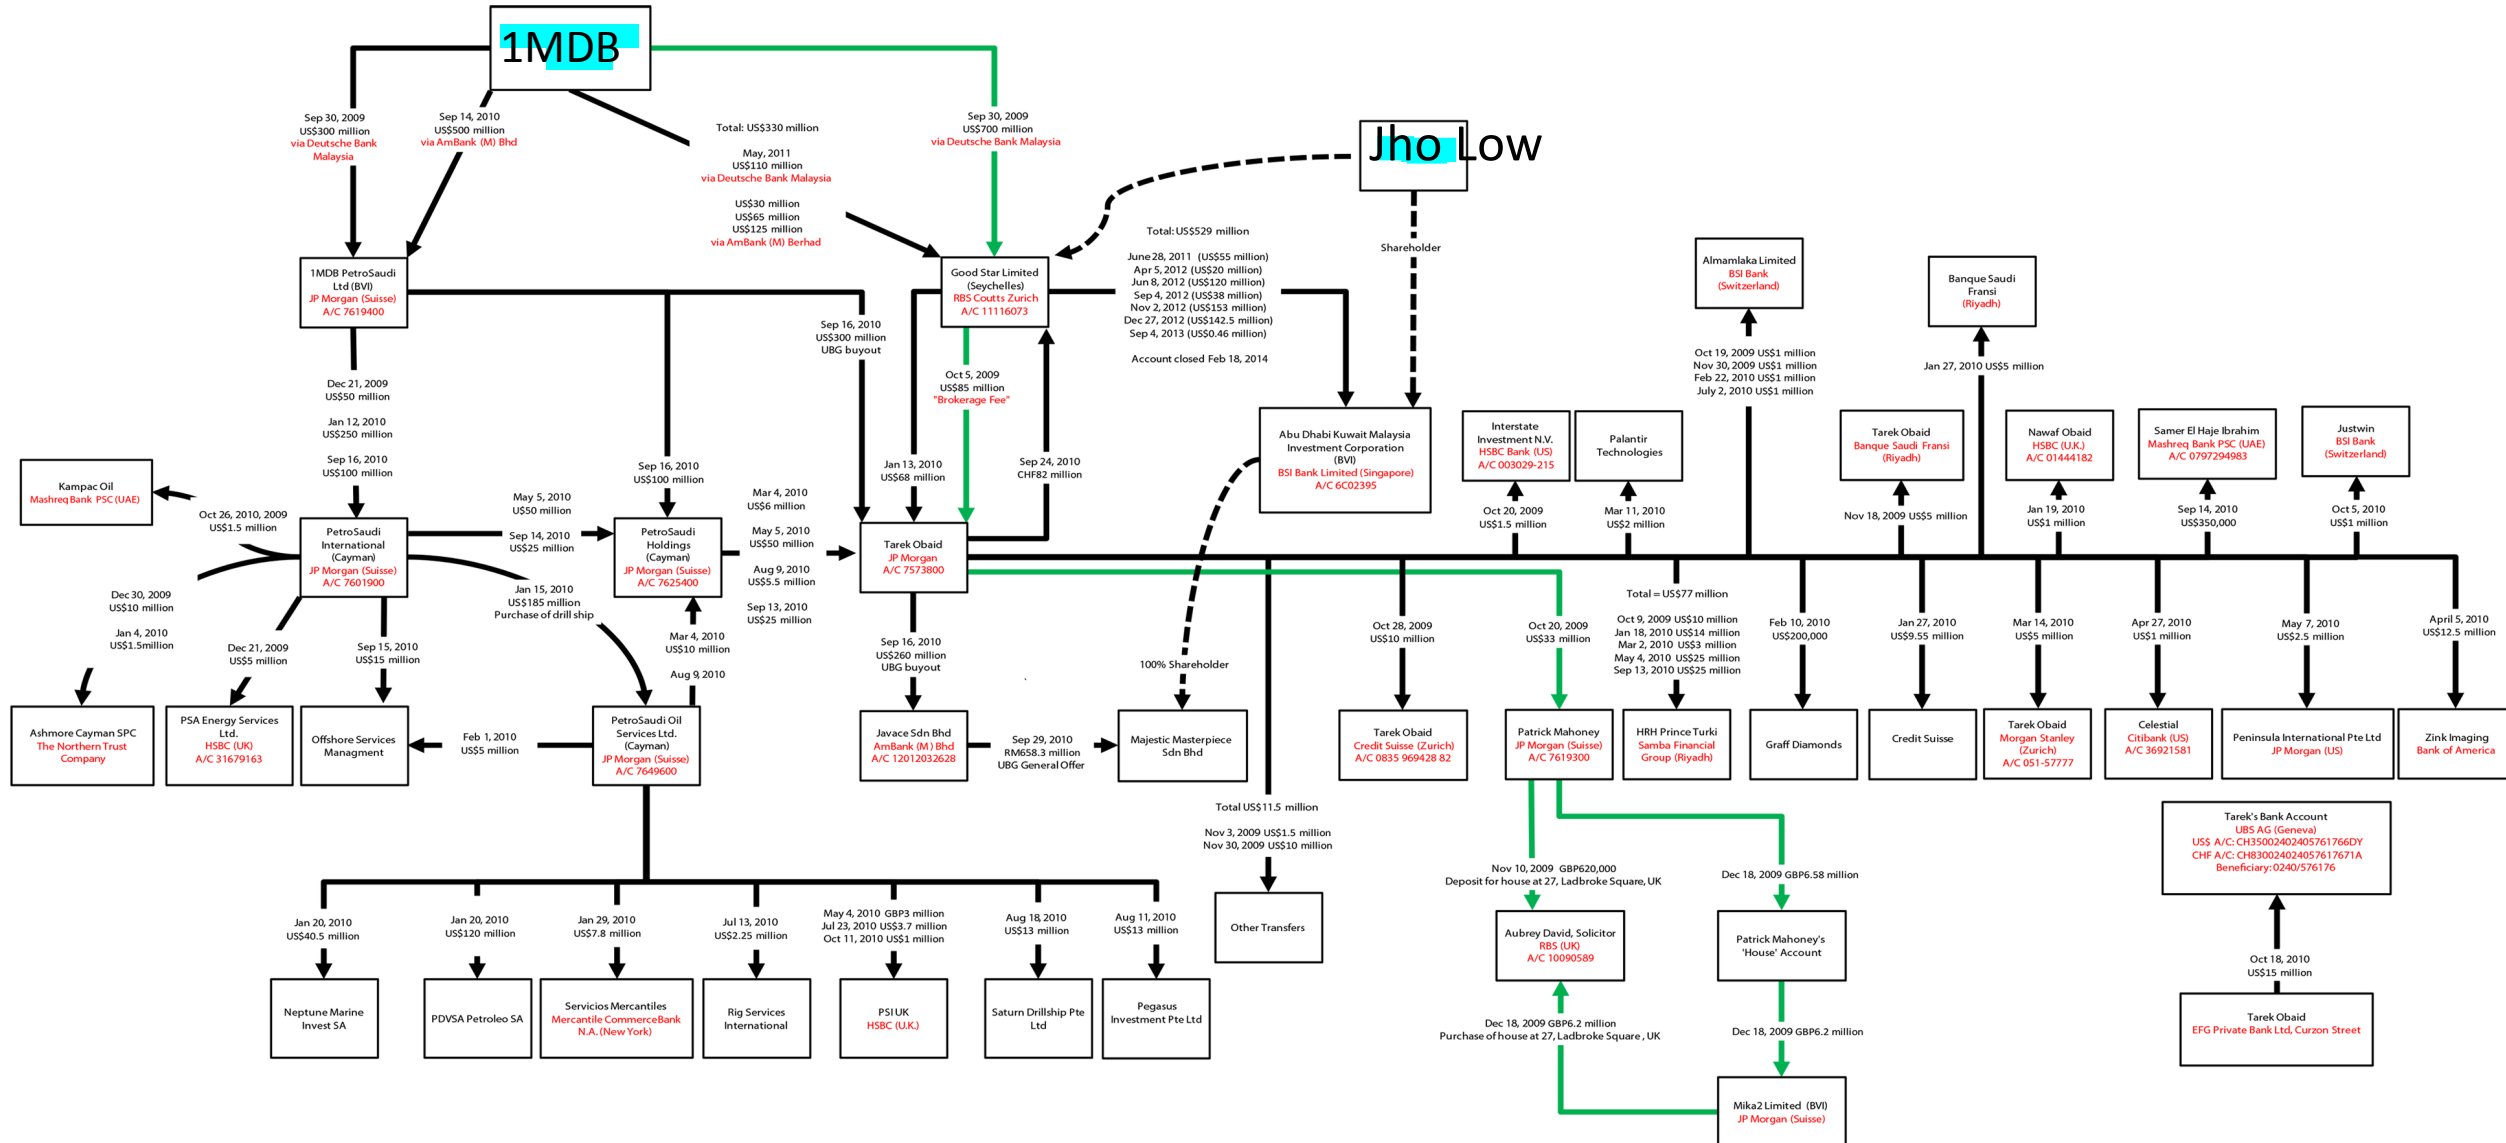 1MDB
Sep 30, 2009
US$300 million
via Deutsche Bank
Malaysia
Sep 14, 2010
US$500 million
via AmBank (M) Bhd
Total: US$330 million
May, 2011
US$110 million
via Deutsche Bank Malaysia
US$30 million
US$65 million
US$125 million
via AmBank (M) Berhad
Sep 30, 2009
US$700 million
via Deutsche Bank Malaysia
Jho Low
Shareholder
1MDB PetroSaudi
Ltd (BVI)
JP Morgan (Suisse)
A/C 7619400
Good Star Limited
(Seychelles)
RBS Coutts Zurich
A/C 11116073
Total: US$529 million
June 28, 2011 (US$55 million)
Apr 5, 2012 (US$20 million)
Jun 8, 2012 (US$120 million)
Sep 4, 2012 (US$38 million)
Nov 2, 2012 (US$153 million)
Dec 27, 2012 (US$142.5 million)
Sep 4, 2013 (US$0.46 million)
Account closed Feb 18, 2014
Almamlaka Limited
BSI Bank
(Switzerland)
Banque Saudi
Fransi
(Riyadh)
Sep 16, 2010
US$300 million
UBG buyout
Oct 5, 2009
US$85 million
"Brokerage Fee"
Oct 19, 2009 US$1 million
Nov 30, 2009 US$1 million
Feb 22, 2010 US$1 million
July 2, 2010 US$1 million
Jan 27, 2010 US$5 million
Dec 21, 2009
US$50 million
Jan 12, 2010
US$250 million
Sep 16, 2010
US$100 million
Sep 16, 2010
US$100 million
Jan 13, 2010
US$68 million
Sep 24, 2010
CHF82 million
Abu Dhabi Kuwait Malaysia
Investment Corporation
(BVI)
BSI Bank Limited (Singapore)
A/C 6C02395
Interstate
Investment N.V.
HSBC Bank (US)
A/C 003029-215
Palantir
Technologies
Tarek Obaid
Banque Saudi Fransi
(Riyadh)
Nawaf Obaid
HSBC (U.K.)
A/C 01444182
Samer El Haje Ibrahim
Mashreq Bank PSC (UAE)
A/C 0797294983
Justwin
BSI Bank
(Switzerland)
Kampac Oil
Mashreq Bank PSC (UAE)
Oct 26, 2010, 2009
US$1.5 million
May 5, 2010
US$50 million
Sep 14, 2010
US$25 million
Mar 4, 2010
US$6 million
May 5, 2010
US$50 million
Aug 9, 2010
US$5.5 million
Sep 13, 2010
US$25 million
Oct 20, 2009
US$1.5 million
Mar 11, 2010
US$2 million
Nov 18, 2009 US$5 million
Jan 19, 2010
US$1 million
Sep 14, 2010
US$350,000
Oct 5, 2010
US$1 million
PetroSaudi
International
(Cayman)
JP Morgan (Suisse)
A/C 7601900
PetroSaudi
Holdings
(Cayman)
JP Morgan (Suisse)
A/C 7625400
Tarek Obaid
JP Morgan
A/C 7573800
Dec 30, 2009
US$10 million
Jan 4, 2010
US$1.5million
Dec 21, 2009
US$5 million
Sep 15, 2010
US$15 million
Jan 15, 2010
US$185 million
Purchase of drill ship
Mar 4, 2010
US$10 million
Aug 9, 2010
Sep 16, 2010
US$260 million
UBG buyout
100% Shareholder
Oct 28, 2009
US$10 million
Oct 20, 2009
US$33 million
Total = US$77 million
Oct 9, 2009 US$10 million
Jan 18, 2010 US$14 million
Mar 2, 2010 US$3 million
May 4, 2010 US$25 million
Sep 13, 2010 US$25 million
Feb 10, 2010
US$200,000
Jan 27, 2010
US$9.55 million
Mar 14, 2010
US$5 million
Apr 27, 2010
US$1 million
May 7, 2010
US$2.5 million
April 5, 2010
US$12.5 million
Ashmore Cayman SPC
The Northern Trust
Company
PSA Energy Services
Ltd.
HSBC (UK)
A/C 31679163
Offshore Services
Managment
Feb 1, 2010
US$5 million
PetroSaudi Oil
Services Ltd.
(Cayman)
JP Morgan (Suisse)
A/C 7649600
Javace Sdn Bhd
AmBank (M) Bhd
A/C 12012032628
Sep 29, 2010
RM658.3 million
UBG General Offer
Majestic Masterpiece
Sdn Bhd
Tarek Obaid
Credit Suisse (Zurich)
A/C 0835 969428 82
Patrick Mahoney
JP Morgan (Suisse)
A/C 7619300
HRH Prince Turki
Samba Financial
Group (Riyadh)
Graff Diamonds
Credit Suisse
Tarek Obaid
Morgan Stanley
(Zurich)
A/C 051-57777
Celestial
Citibank (US)
A/C 36921581
Peninsula International Pte Ltd
JP Morgan (US)
Zink Imaging
Bank of America
Total US$11.5 million
Nov 3, 2009 US$1.5 million
Nov 30, 2009 US$10 million
Nov 10, 2009 GBP620,000
Deposit for house at 27, Ladbroke Square, UK
Dec 18, 2009 GBP6.58 million
Tarek's Bank Account
UBS AG (Geneva)
US$ A/C: CH35002402405761766DY
CHF A/C: CH830024024057617671A
Beneficiary: 0240/576176
Jan 20, 2010
US$40.5 million
Jan 20, 2010
US$120 million
Jan 29, 2010
US$7.8 million
Jul 13, 2010
US$2.25 million
May 4, 2010 GBP3 million
Jul 23, 2010 US$3.7 million
Oct 11, 2010 US$1 million
Aug 18, 2010
US$13 million
Aug 11, 2010
US$13 million
Other Transfers
Aubrey David, Solicitor
RBS (UK)
A/C 10090589
Patrick Mahoney's
'House' Account
Oct 18, 2010
US$15 million
Neptune Marine
Invest SA
PDVSA Petroleo SA
Servicios Mercantiles
Mercantile CommerceBank
N.A. (New York)
Rig Services
International
PSI UK
HSBC (U.K.)
Saturn Drillship Pte
Ltd
Pegasus
Investment Pte Ltd
Dec 18, 2009 GBP6.2 million
Purchase of house at 27, Ladbroke Square, UK
Dec 18, 2009 GBP6.2 million
Tarek Obaid
EFG Private Bank Ltd, Curzon Street
Mika2 Limited (BVI)
JP Morgan (Suisse)